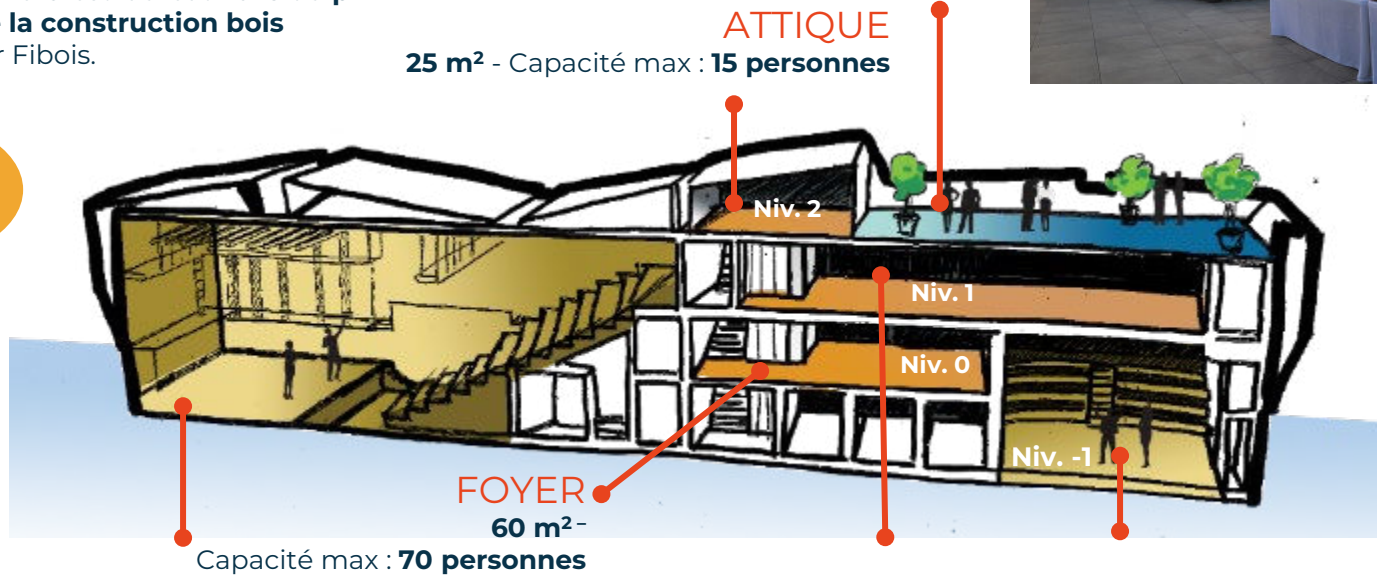 la construction bois
r Fibois.
ATTIQUE
25 m² - Capacité max : 15 personnes
Niv. 2
Niv. 1
Niv. 0
Niv. -1
FOYER
60 m² –
Capacité max : 70 personnes